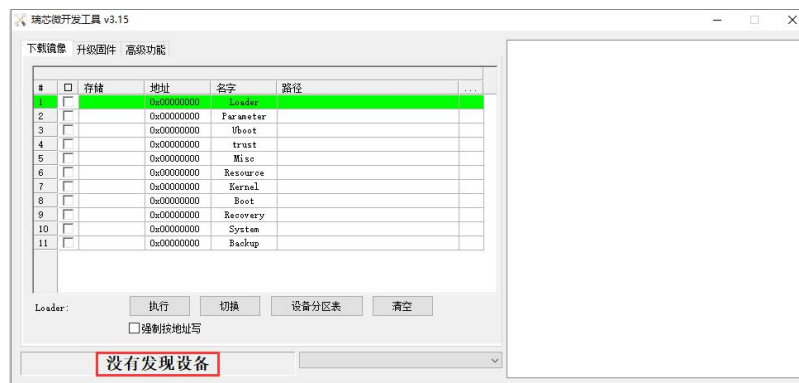 瑞芯微开发工具 v3.15
下载镜像 升级固件 高级功能
# 存储 地址 名字 路径 ...
1 0x00000000 Loader
2 0x00000000 Parameter
3 0x00000000 Uboot
4 0x00000000 trust
5 0x00000000 Misc
6 0x00000000 Resource
7 0x00000000 Kernel
8 0x00000000 Boot
9 0x00000000 Recovery
10 0x00000000 System
11 0x00000000 Backup
Loader: 执行 切换 设备分区表 清空
强制按地址写
没有发现设备